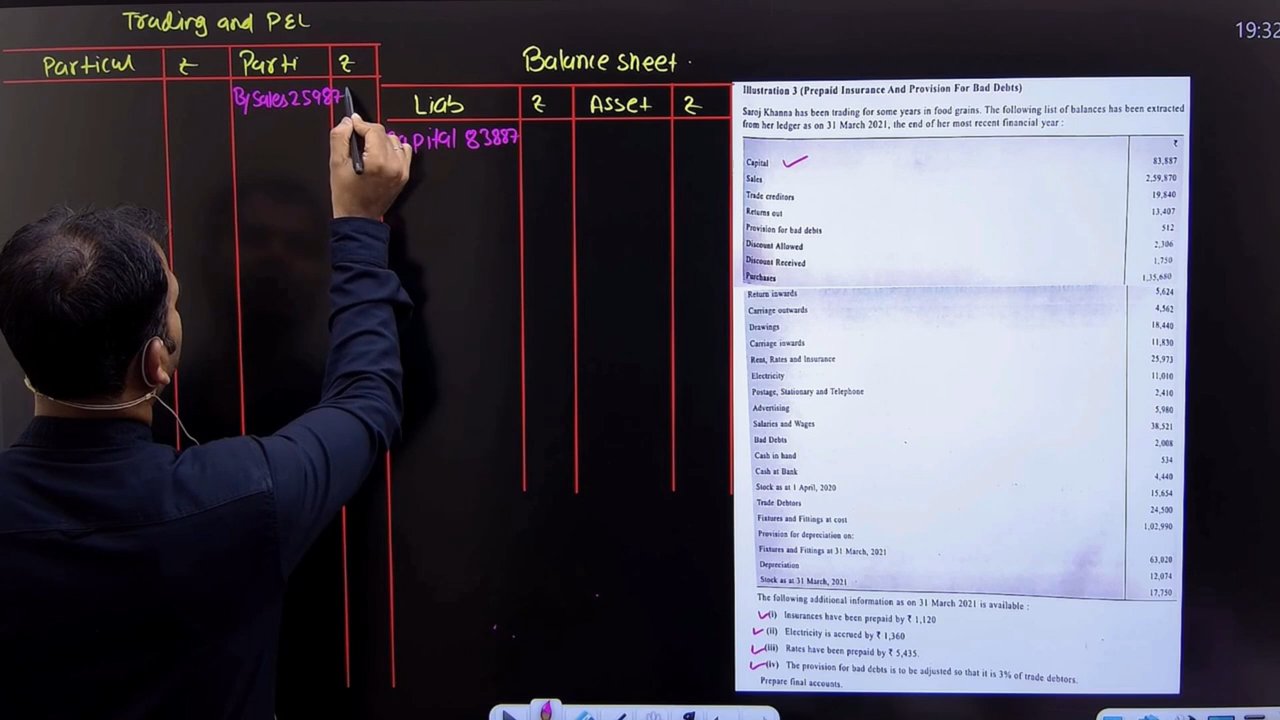 Trading and P&L
Particul ₹ Parti ₹
By Sales 25987
Balance sheet.
Liab ₹ Asset ₹
Capital 83887
19:32
Illustration 3 (Prepaid Insurance And Provision For Bad Debts)
Saroj Khanna has been trading for some years in food grains. The following list of balances has been extracted
from her ledger as on 31 March 2021, the end of her most recent financial year :
₹
Capital 83,887
Sales 2,59,870
Trade creditors 19,840
Returns out 13,407
Provision for bad debts 512
Discount Allowed 2,306
Discount Received 1,750
Purchases 1,35,680
Return inwards 5,624
Carriage outwards 4,562
Drawings 18,440
Carriage inwards 11,830
Rent, Rates and Insurance 25,973
Electricity 11,010
Postage, Stationary and Telephone 2,410
Advertising 5,980
Salaries and Wages 38,521
Bad Debts 2,008
Cash in hand 534
Cash at Bank 4,440
Stock as at 1 April, 2020 15,654
Trade Debtors 24,500
Fixtures and Fittings at cost 1,02,990
Provision for depreciation on:
Fixtures and Fittings at 31 March, 2021 63,020
Depreciation 12,074
Stock as at 31 March, 2021 17,750
The following additional information as on 31 March 2021 is available :
(i) Insurances have been prepaid by ₹ 1,120
(ii) Electricity is accrued by ₹ 1,360
(iii) Rates have been prepaid by ₹ 5,435.
(iv) The provision for bad debts is to be adjusted so that it is 3% of trade debtors.
Prepare final accounts.